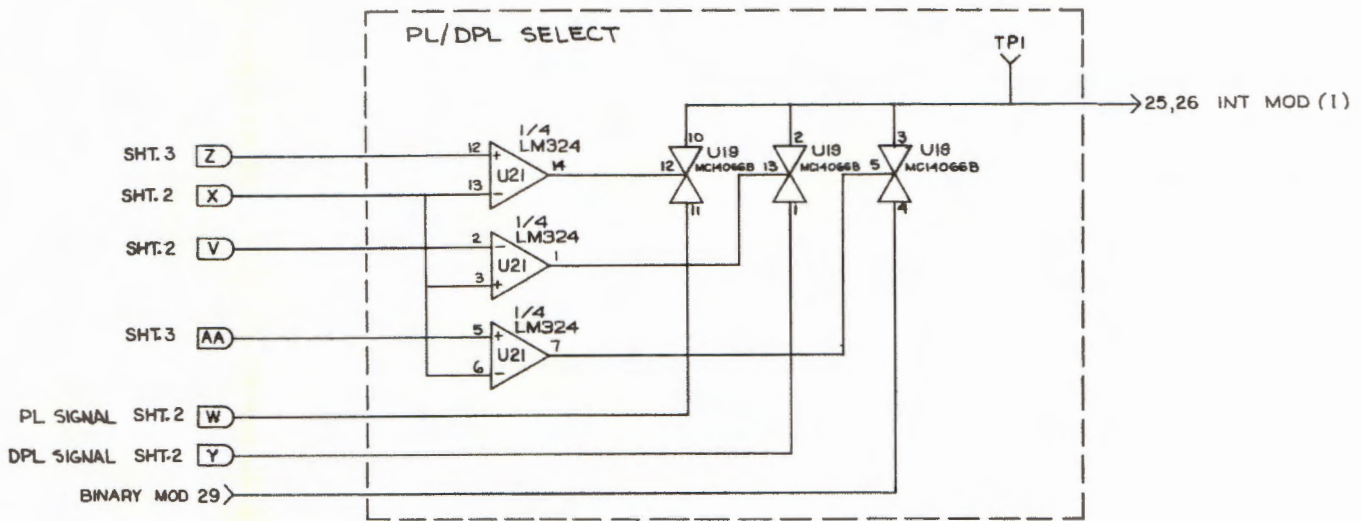 PL/DPL SELECT
TP1
25,26 INT MOD (1)
1/4
LM324
SHT.3 Z
12 +
U21
14
13 -
SHT.2 X
10
12
U19
MC14066B
11
2
13
U19
MC14066B
1
3
5
U18
MC14066B
4
1/4
LM324
SHT.2 V
2 -
U21
1
3 +
1/4
LM324
SHT.3 AA
5 +
U21
7
6 -
PL SIGNAL SHT.2 W
DPL SIGNAL SHT.2 Y
BINARY MOD 29